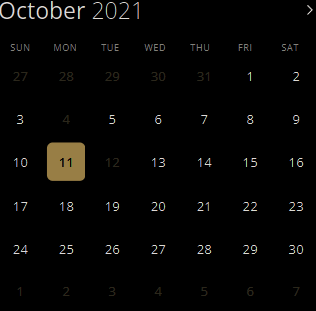 October 2021 >
SUN MON TUE WED THU FRI SAT
27 28 29 30 31 1 2
3 4 5 6 7 8 9
10 11 12 13 14 15 16
17 18 19 20 21 22 23
24 25 26 27 28 29 30
1 2 3 4 5 6 7